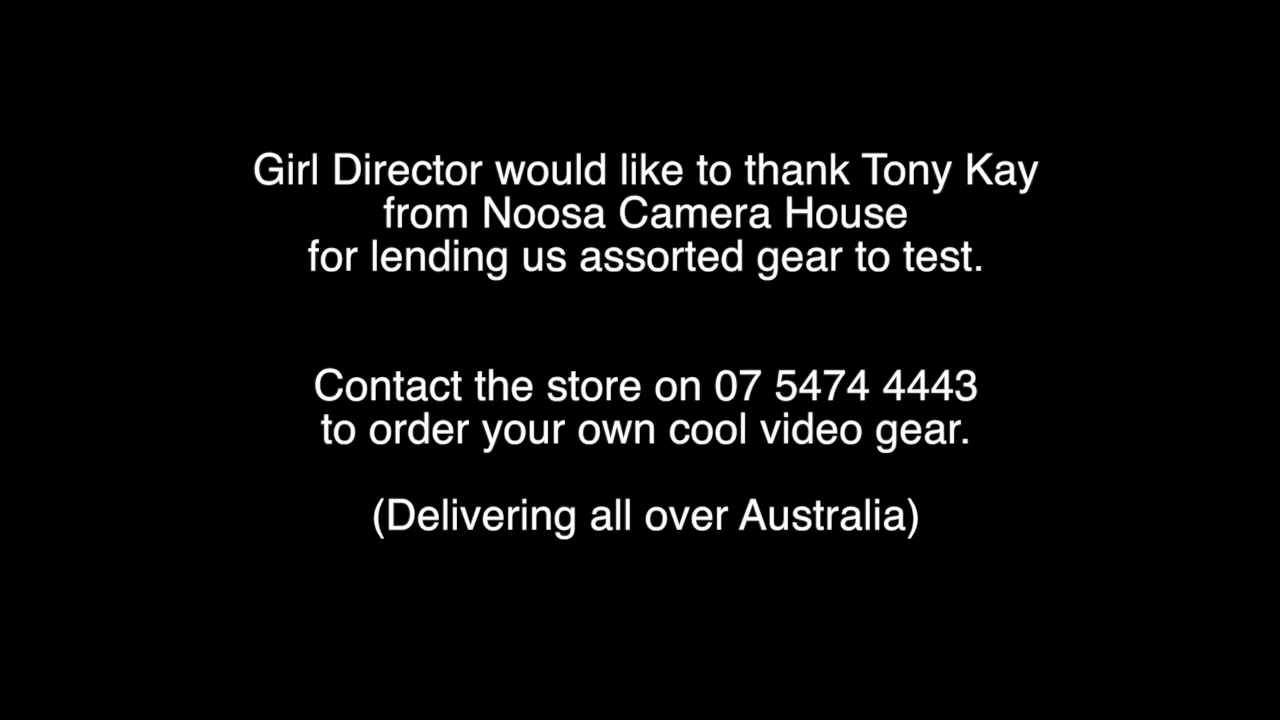 Girl Director would like to thank Tony Kay
from Noosa Camera House
for lending us assorted gear to test.
Contact the store on 07 5474 4443
to order your own cool video gear.
(Delivering all over Australia)